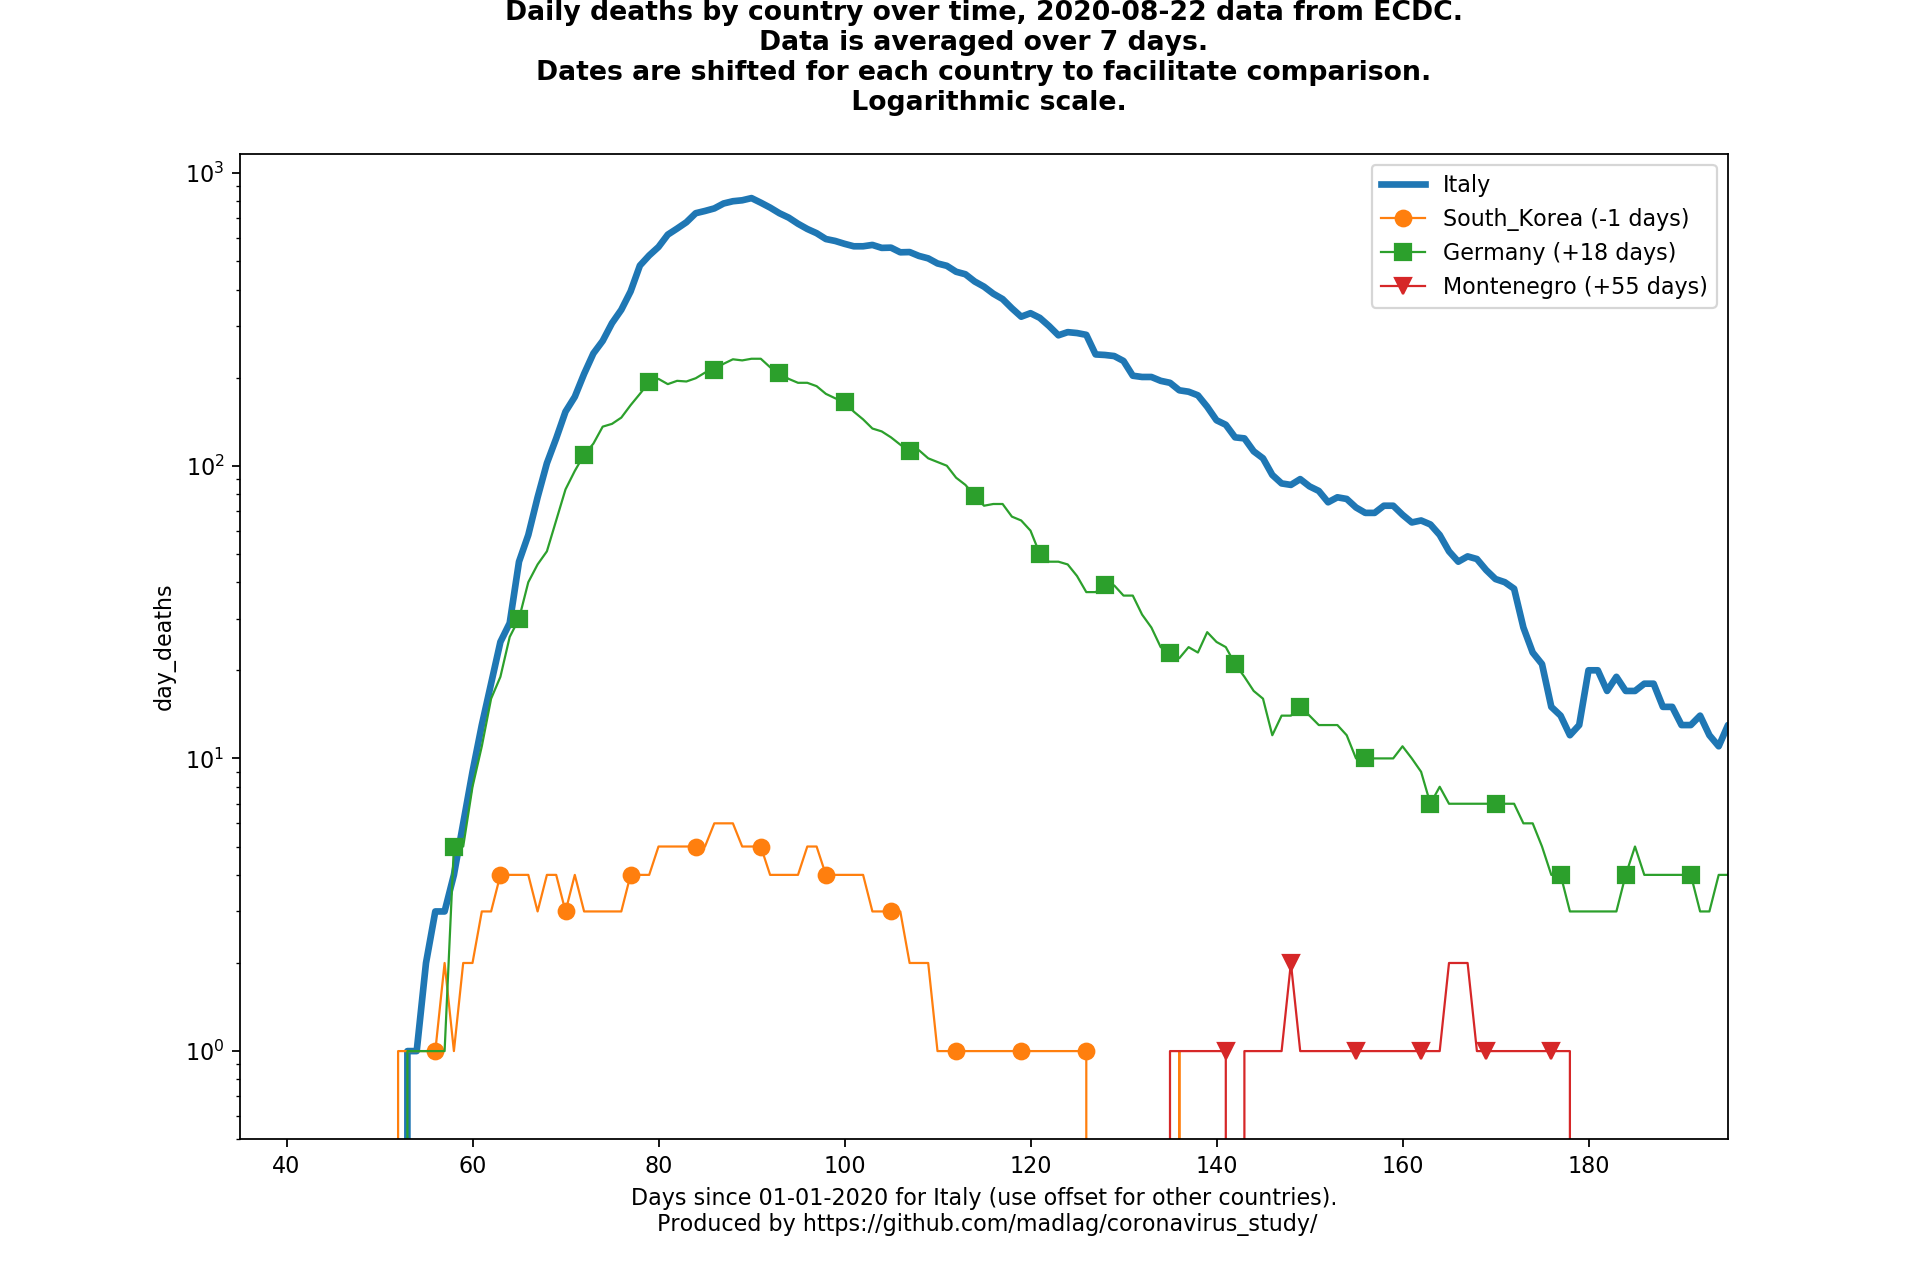 Daily deaths by country over time, 2020-08-22 data from ECDC.
Data is averaged over 7 days.
Dates are shifted for each country to facilitate comparison.
Logarithmic scale.
10³
Italy
South_Korea (-1 days)
Germany (+18 days)
Montenegro (+55 days)
10²
day_deaths
10¹
10⁰
40 60 80 100 120 140 160 180
Days since 01-01-2020 for Italy (use offset for other countries).
Produced by https://github.com/madlag/coronavirus_study/